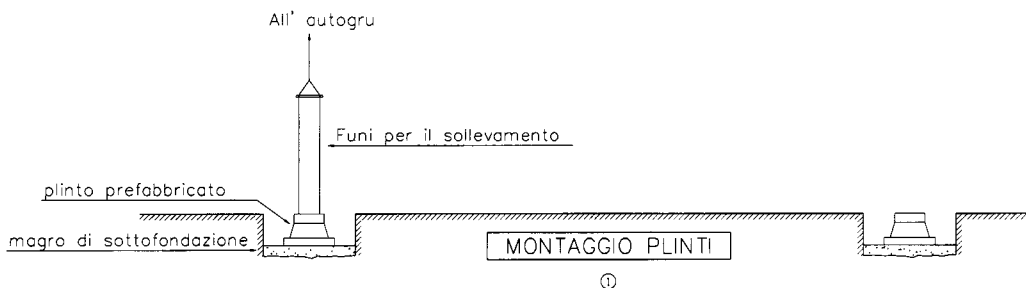 All' autogru
Funi per il sollevamento
plinto prefabbricato
magro di sottofondazione
MONTAGGIO PLINTI
1